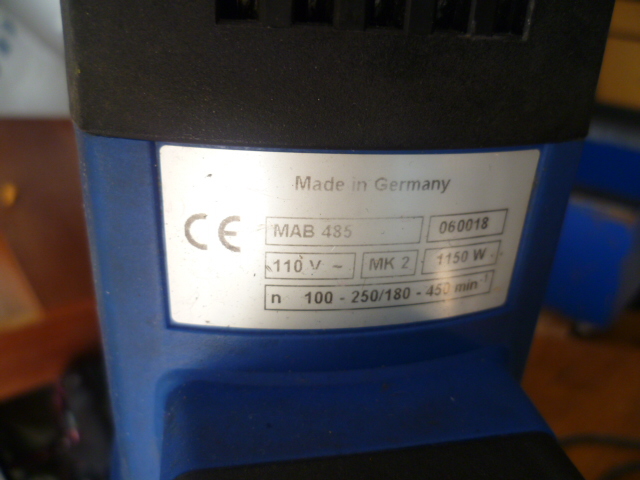 Made in Germany
CE
MAB 485 060018
110 V ~ MK 2 1150 W
n 100 - 250/180 - 450 min⁻¹